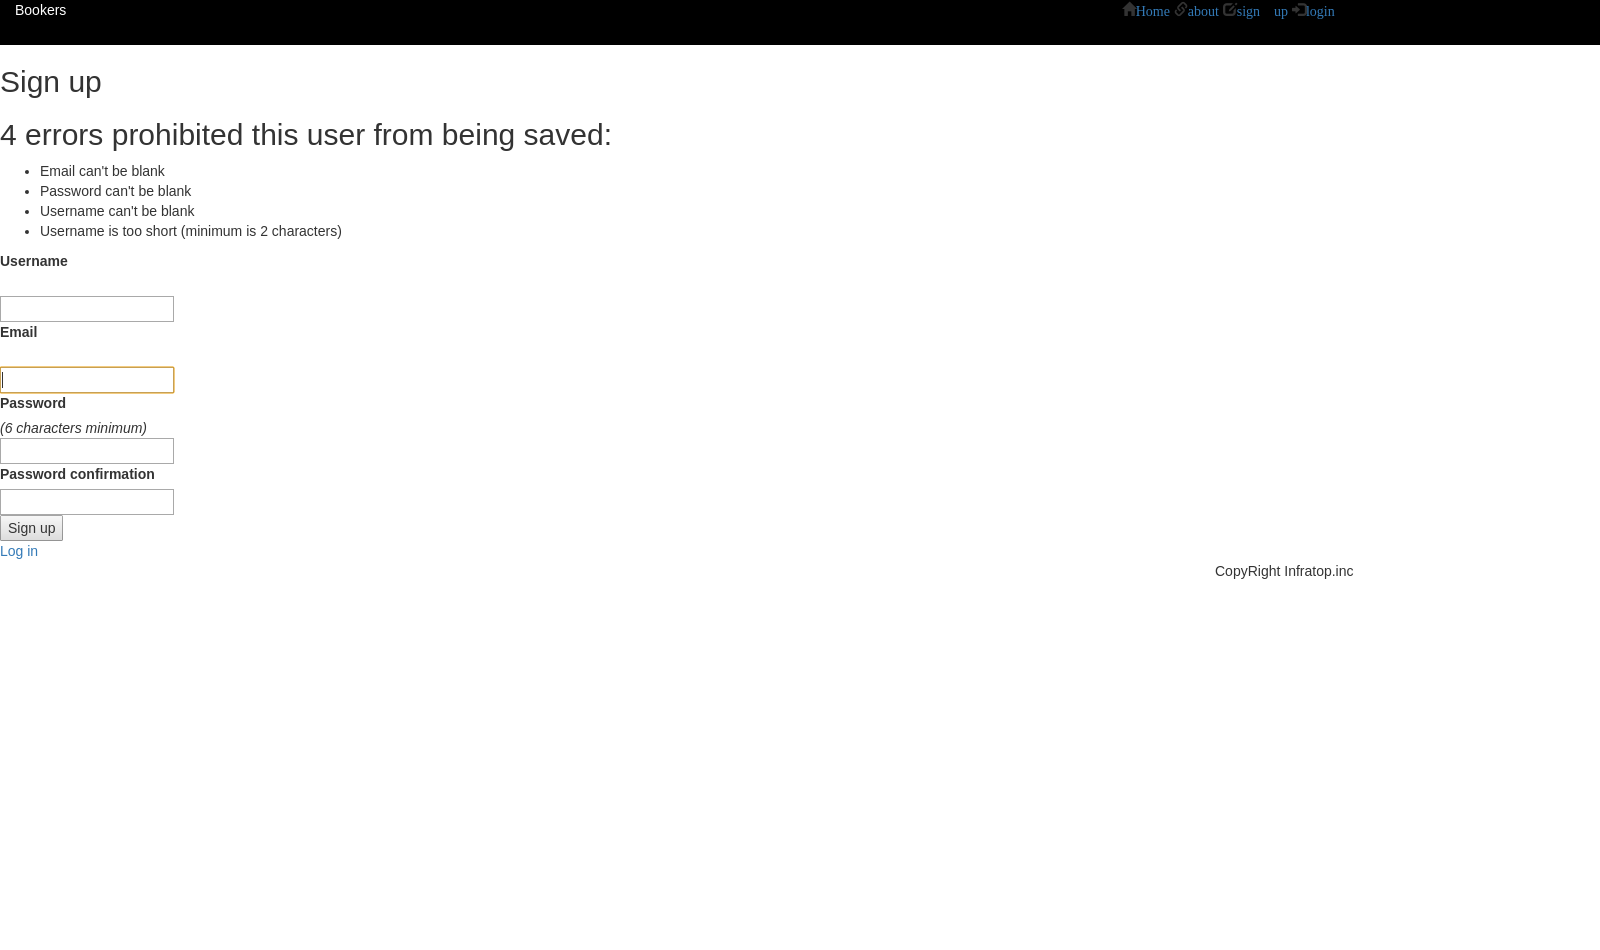 Bookers
Home about sign up login
Sign up
4 errors prohibited this user from being saved:
Email can't be blank
Password can't be blank
Username can't be blank
Username is too short (minimum is 2 characters)
Username
Email
Password
(6 characters minimum)
Password confirmation
Sign up
Log in
CopyRight Infratop.inc